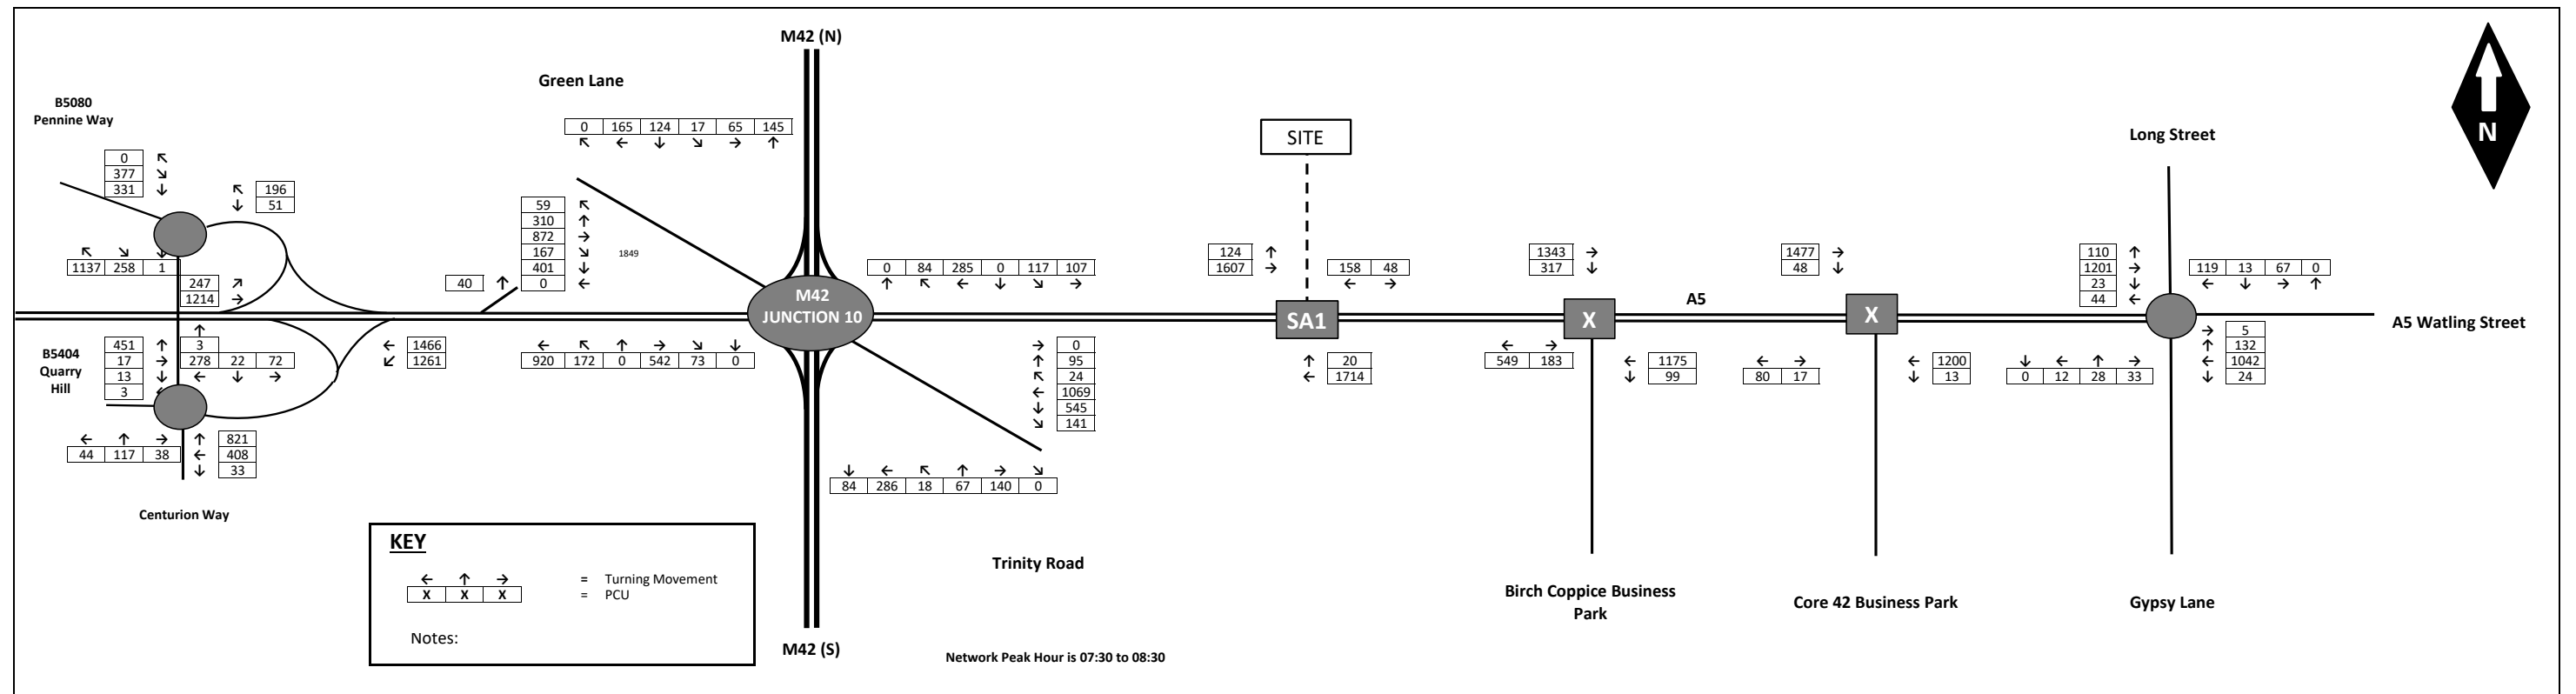 M42 (N)
Green Lane
B5080
Pennine Way
0 165 124 17 65 145
↖ ← ↓ ↘ → ↑
SITE
Long Street
N
0 ↖
377 ↘
331 ↓
↖ 196
↓ 51
↖ ↘ ↓
1137 258 1
247 ↗
1214 →
40 ↑
59 ↖
310 ↑
872 →
167 ↘
401 ↓
0 ←
1849
0 84 285 0 117 107
↑ ↖ ← ↓ ↘ →
M42
JUNCTION 10
124 ↑
1607 →
158 48
← →
SA1
1343 →
317 ↓
X
A5
1477 →
48 ↓
X
110 ↑
1201 →
23 ↓
44 ←
119 13 67 0
← ↓ → ↑
A5 Watling Street
B5404
Quarry
Hill
451 ↑
17 →
13 ↓
3 ←
↑
3
278 22 72
← ↓ →
← 1466
↙ 1261
← ↖ ↑ → ↘ ↓
920 172 0 542 73 0
→ 0
↑ 95
↖ 24
← 1069
↓ 545
↘ 141
↑ 20
← 1714
← →
549 183
← 1175
↓ 99
← →
80 17
← 1200
↓ 13
↓ ← ↑ →
0 12 28 33
→ 5
↑ 132
← 1042
↓ 24
← ↑ →
44 117 38
↑ 821
← 408
↓ 33
↓ ← ↖ ↑ → ↘
84 286 18 67 140 0
Centurion Way
KEY
← ↑ →
X X X
= Turning Movement
= PCU
Notes:
Trinity Road
Birch Coppice Business
Park
Core 42 Business Park
Gypsy Lane
M42 (S)
Network Peak Hour is 07:30 to 08:30